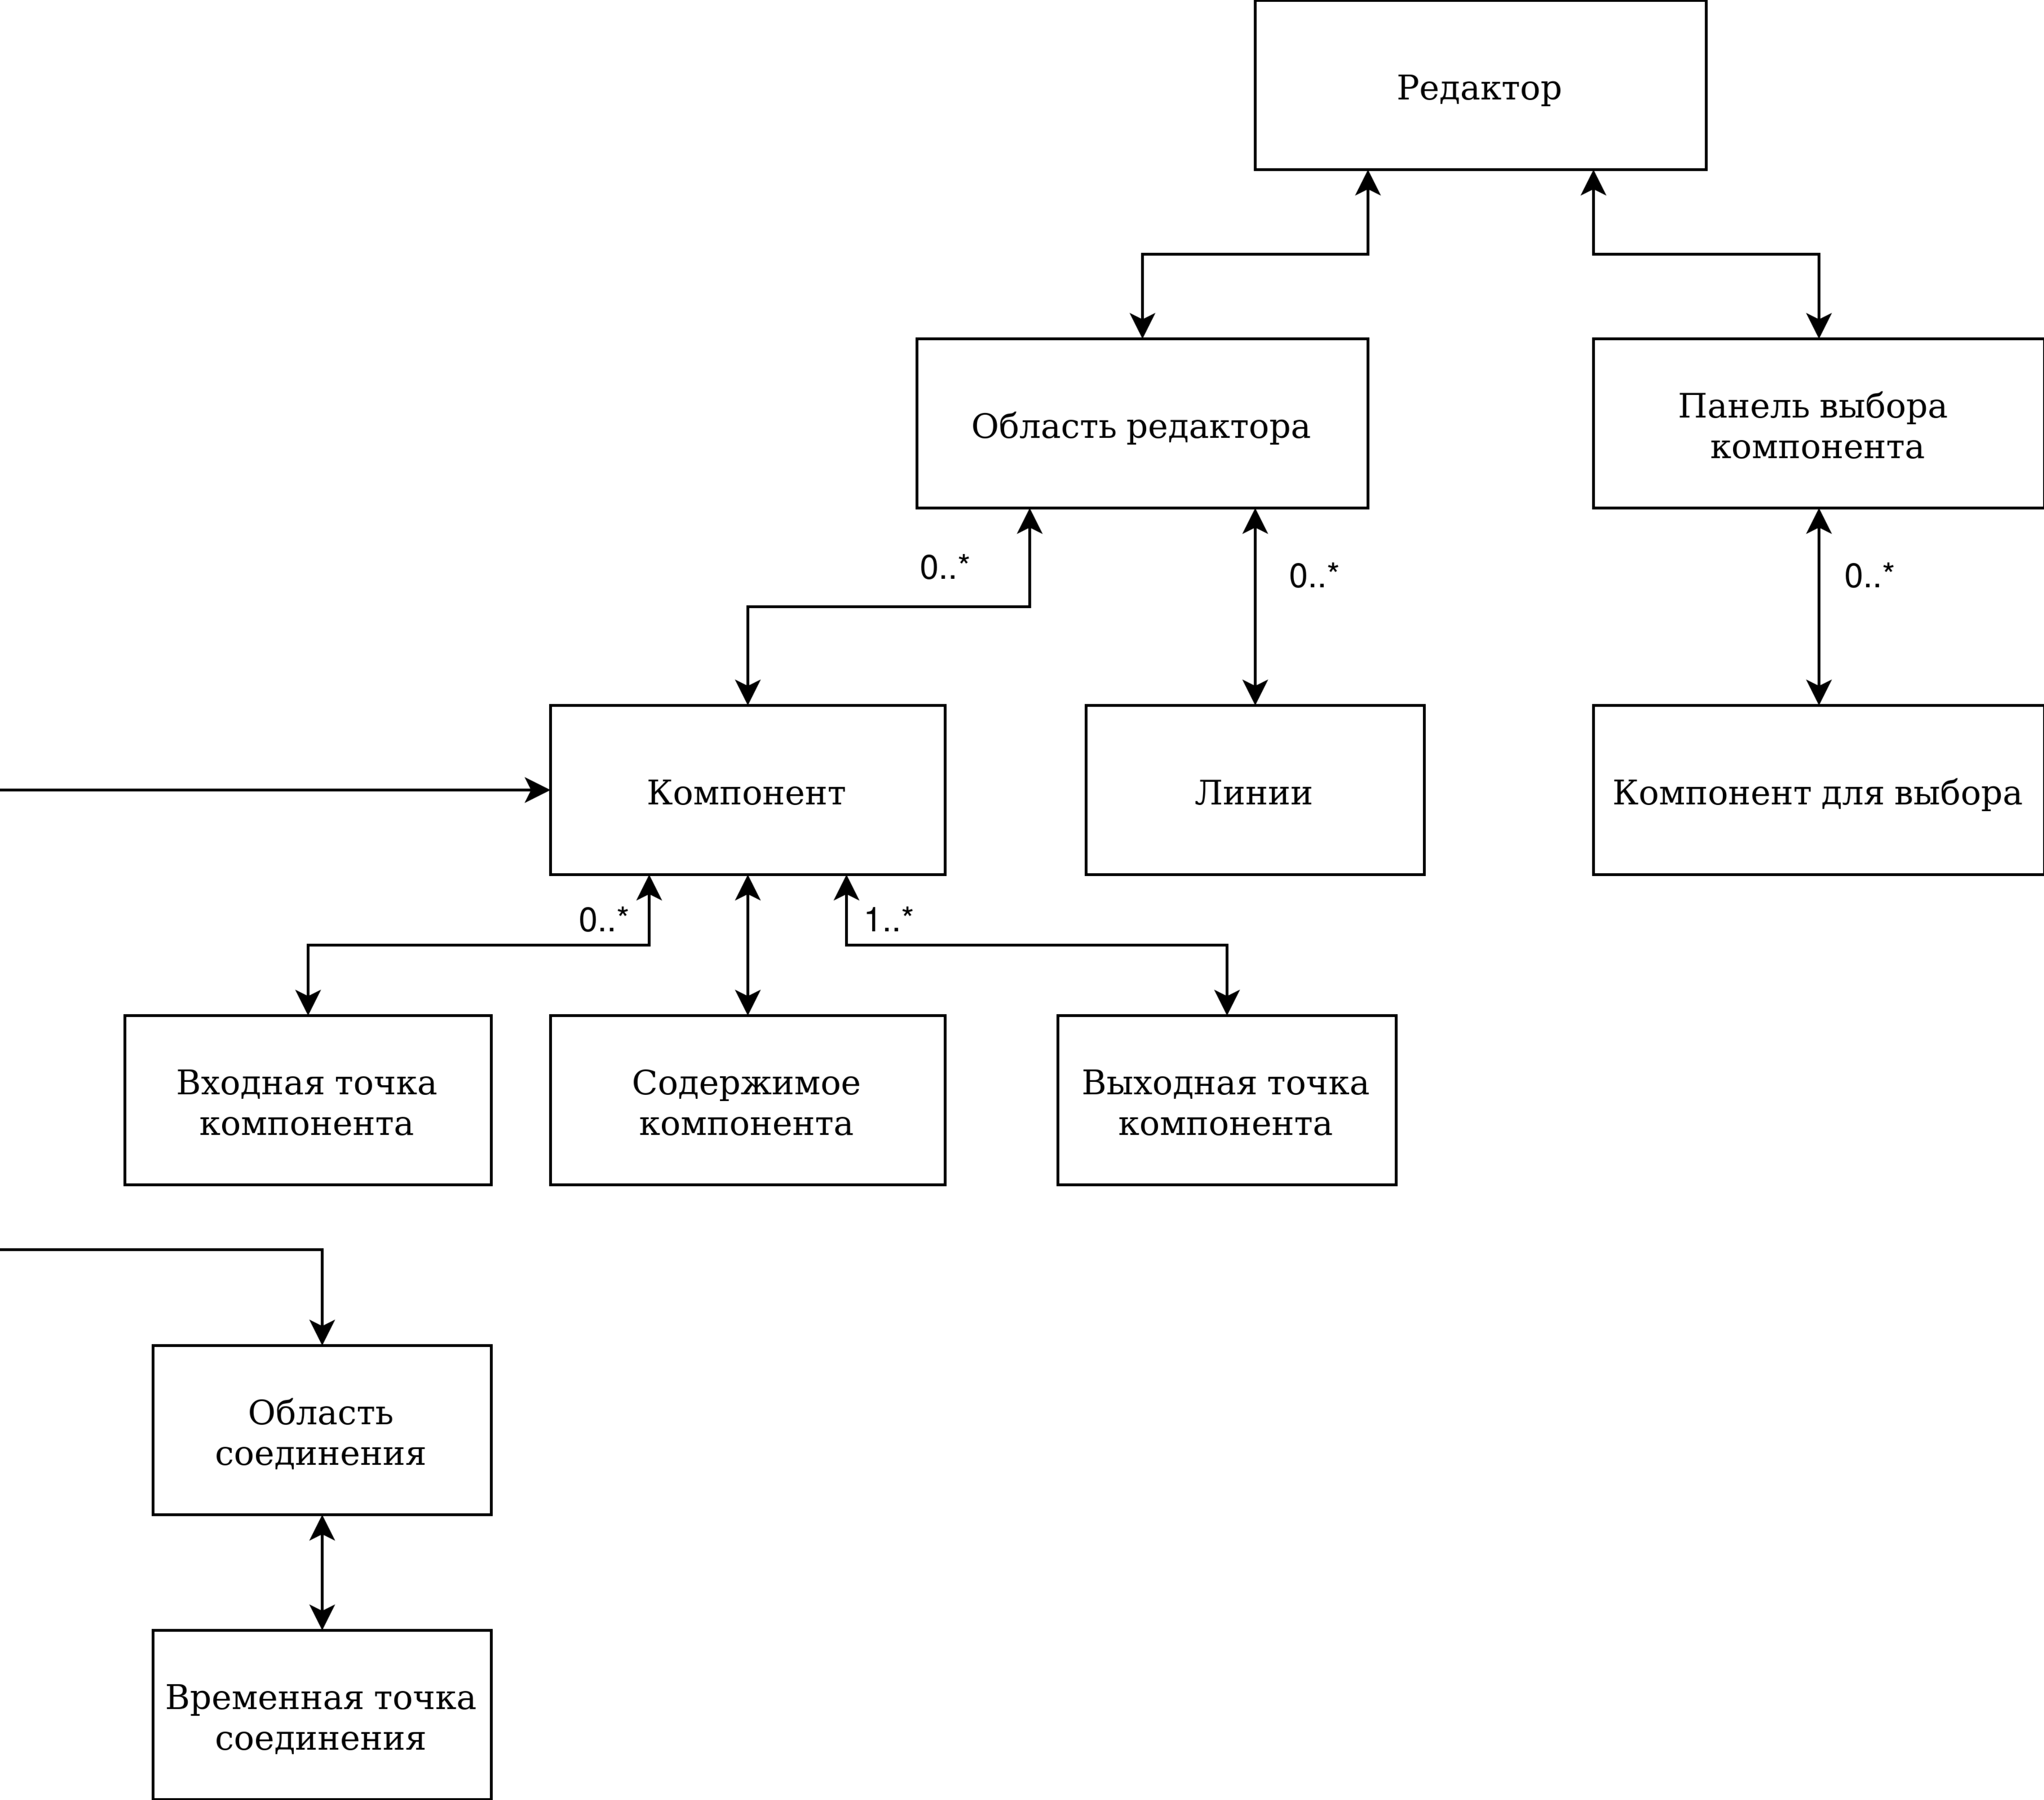 Редактор
Область редактора
Панель выбора
компонента
0..*
0..*
0..*
Компонент
Линии
Компонент для выбора
0..*
1..*
Входная точка
компонента
Содержимое
компонента
Выходная точка
компонента
Область
соединения
Временная точка
соединения